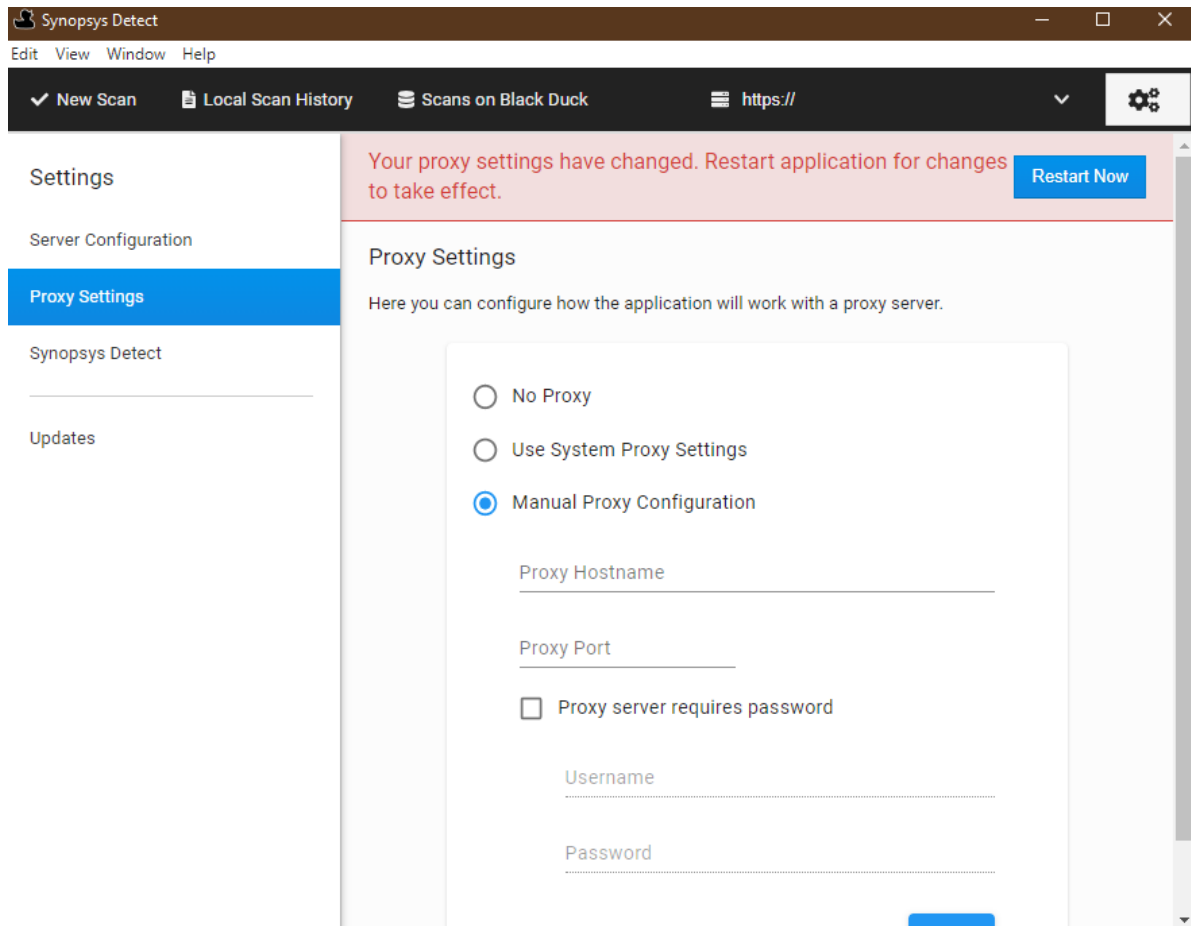 Synopsys Detect
Edit View Window Help
New Scan Local Scan History Scans on Black Duck https://
Settings
Server Configuration
Proxy Settings
Synopsys Detect
Updates
Your proxy settings have changed. Restart application for changes
to take effect.
Restart Now
Proxy Settings
Here you can configure how the application will work with a proxy server.
No Proxy
Use System Proxy Settings
Manual Proxy Configuration
Proxy Hostname
Proxy Port
Proxy server requires password
Username
Password